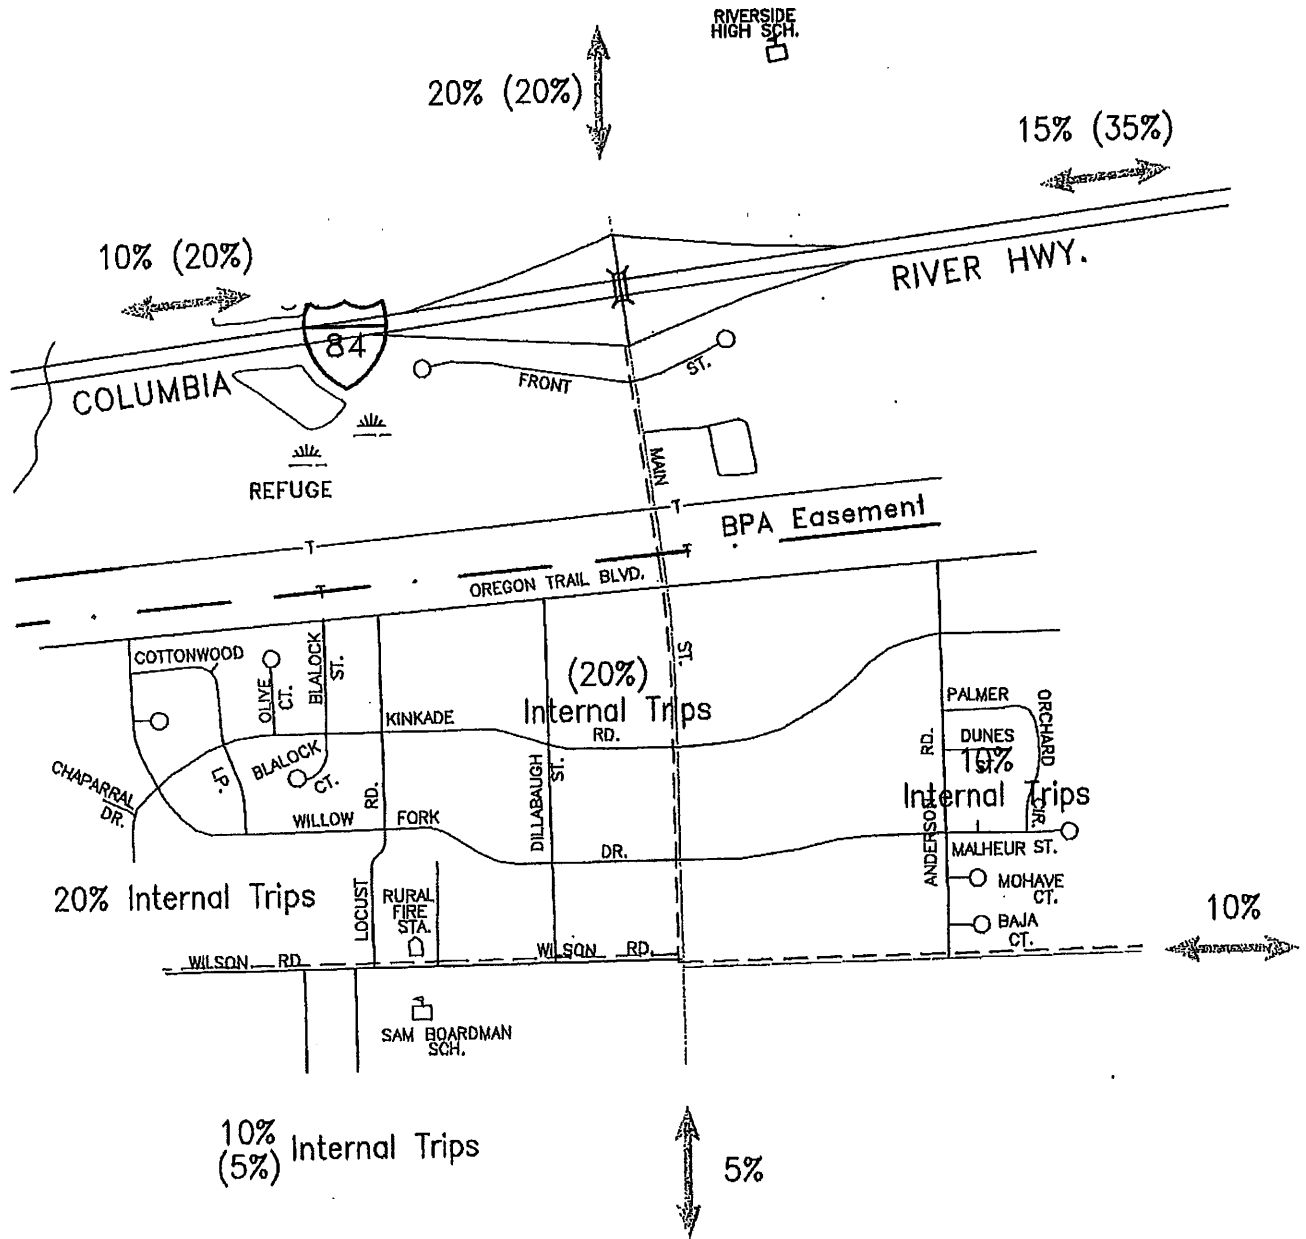 RIVERSIDE
HIGH SCH.
20% (20%)
15% (35%)
10% (20%)
RIVER HWY.
84
COLUMBIA
FRONT
ST.
REFUGE
MAIN
T
BPA Easement
T
T
T
OREGON TRAIL BLVD.
COTTONWOOD
OLIVE
CT.
BLALOCK
ST.
ST.
(20%)
Internal Trips
KINKADE
RD.
PALMER
ORCHARD
CIR.
DUNES
ST.
10%
Internal Trips
RD.
ANDERSON
CHAPARRAL
DR.
LP.
BLALOCK
CT.
RD.
LOCUST
DILLABAUGH
ST.
WILLOW
FORK
DR.
MALHEUR ST.
MOHAVE
CT.
BAJA
CT.
20% Internal Trips
RURAL
FIRE
STA.
10%
WILSON
RD.
WILSON
RD.
SAM BOARDMAN
SCH.
10%
(5%)
Internal Trips
5%